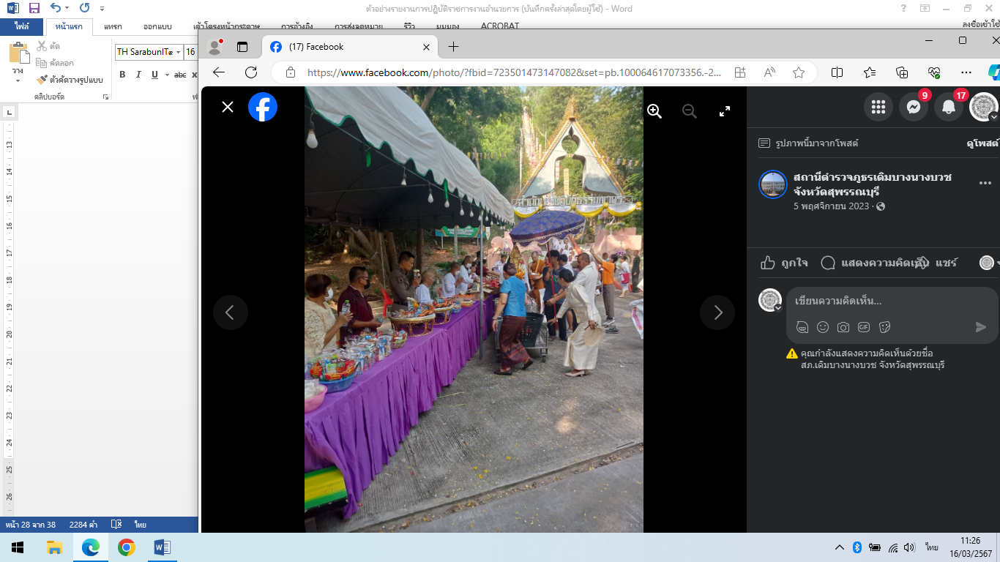 ตัวอย่างรายงานการปฏิบัติราชการงานอำนวยการ (บันทึกครั้งล่าสุดโดยผู้ใช้) - Word
ไฟล์
หน้าแรก
แทรก
ออกแบบ
เค้าโครงหน้ากระดาษ
การอ้างอิง
การส่งจดหมาย
รีวิว
มุมมอง
ACROBAT
ลงชื่อเข้าใช้
วาง
ตัด
คัดลอก
ตัวคัดวางรูปแบบ
คลิปบอร์ด
TH SarabunIT๙
16
B I U abc x
(17) Facebook
https://www.facebook.com/photo/?fbid=723501473147082&set=pb.100064617073356.-2...
9
17
รูปภาพนี้มาจากโพสต์
ดูโพสต์
สถานีตำรวจภูธรเดิมบางนางบวช
จังหวัดสุพรรณบุรี
5 พฤศจิกายน 2023 ·
ถูกใจ
แสดงความคิดเห็น
แชร์
เขียนความคิดเห็น...
GIF
คุณกำลังแสดงความคิดเห็นด้วยชื่อ
สภ.เดิมบางนางบวช จังหวัดสุพรรณบุรี
13
14
15
16
17
18
19
20
21
22
23
24
25
26
หน้า 28 จาก 38
2284 คำ
ไทย
ไทย
11:26
16/03/2567